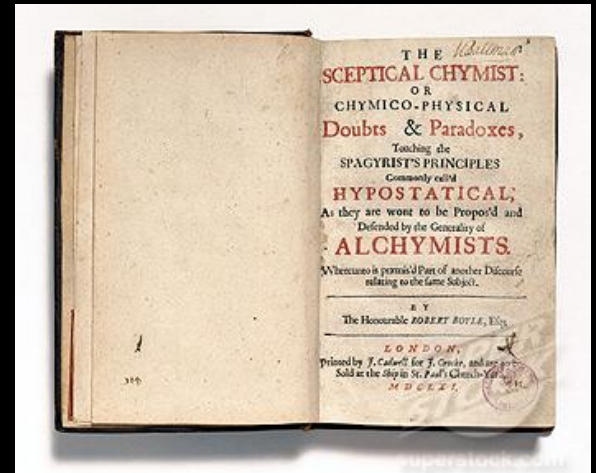 THE
SCEPTICAL CHYMIST:
OR
CHYMICO-PHYSICAL
Doubts & Paradoxes,
Touching the
SPAGYRIST'S PRINCIPLES
Commonly call'd
HYPOSTATICAL;
As they are wont to be Propos'd and
Defended by the Generality of
ALCHYMISTS.
Whereunto is præmis'd Part of another Discourse
relating to the same Subject.
BY
The Honourable ROBERT BOYLE, Esq;
LONDON,
Printed by J. Cadwell for J. Crooke, and are to be
Sold at the Ship in St. Paul's Church-Yard
MDCLXI.
superstock.com